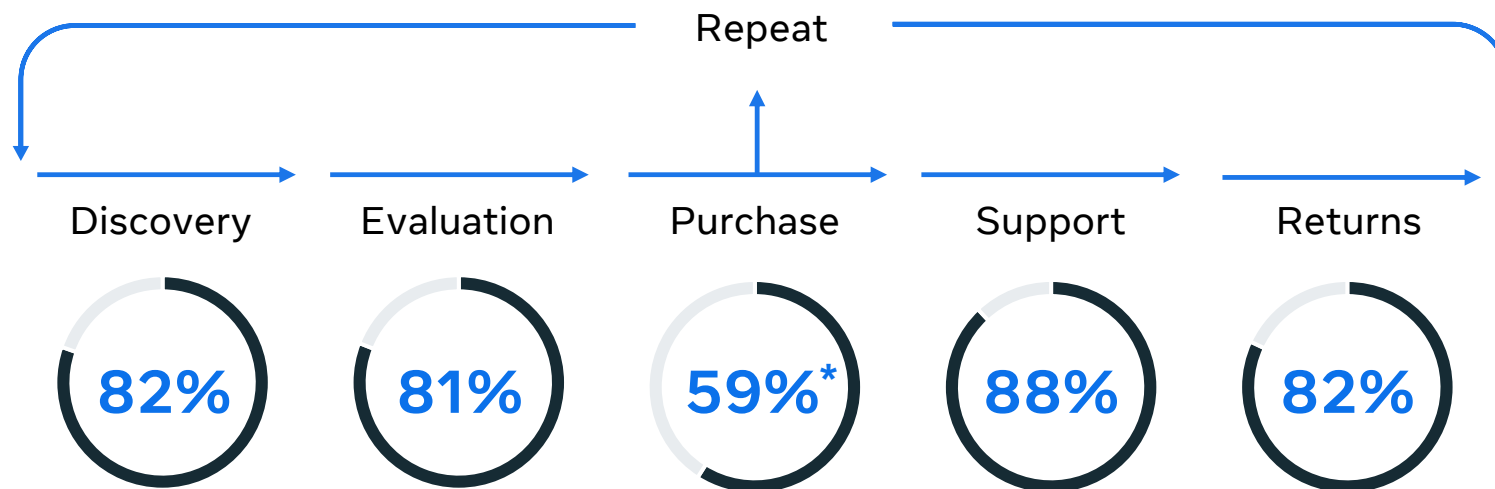 Repeat
Discovery
Evaluation
Purchase
Support
Returns
82%
81%
59%*
88%
82%